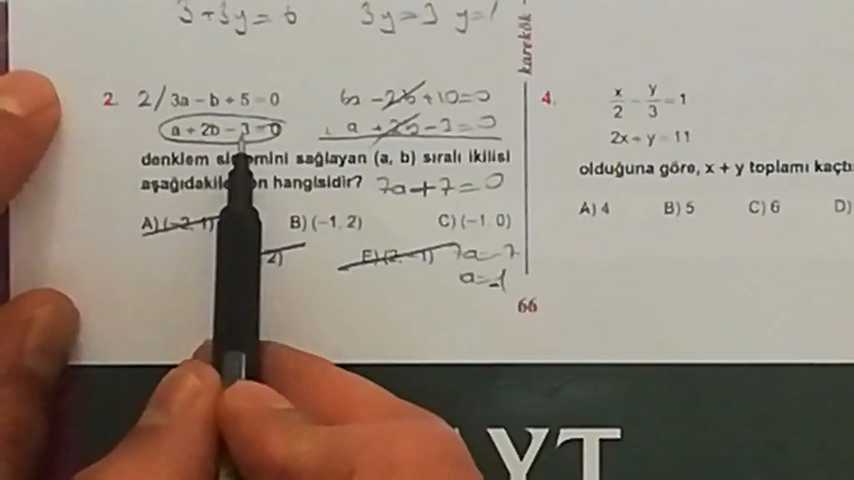 3+3y=6 3y=3 y=1
karekök
2. 2/ 3a - b + 5 = 0
a + 2b - 3 = 0
6a - 2b + 10 = 0
a + 2b - 3 = 0
denklem sistemini sağlayan (a, b) sıralı ikilisi
hangisidir?
7a + 7 = 0
A) (-2, 1) B) (-1, 2) C) (-1, 0)
2) E) (2, -1)
7a = 7
a = -1
66
4. x/2 - y/3 = 1
2x + y = 11
olduğuna göre, x + y toplamı kaçtı
A) 4 B) 5 C) 6 D)
YT